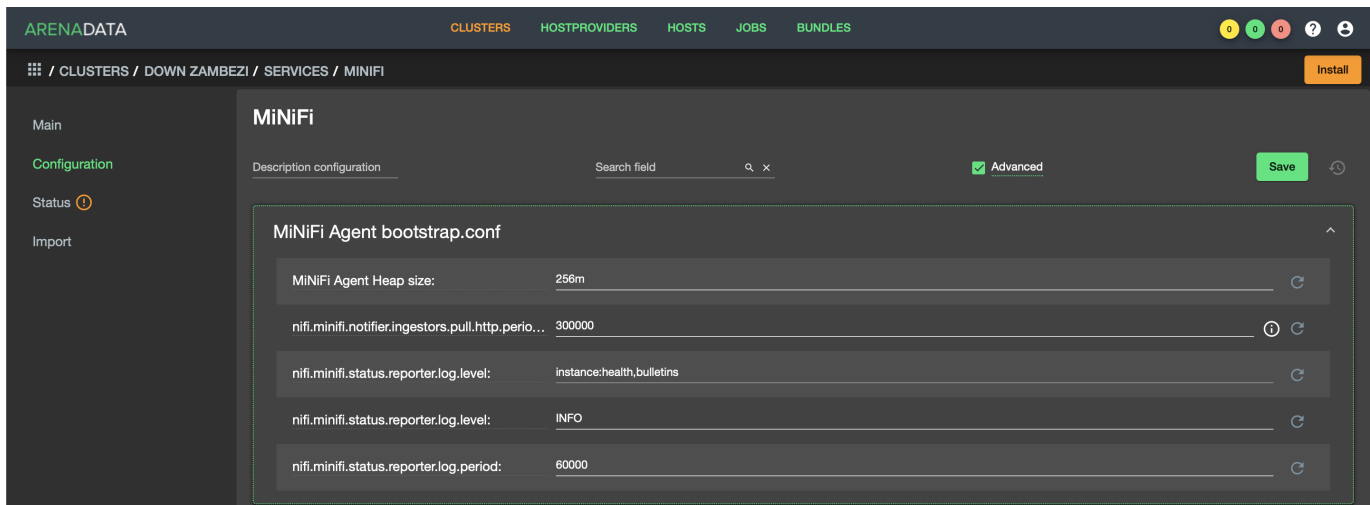 ARENADATA CLUSTERS HOSTPROVIDERS HOSTS JOBS BUNDLES 0 0 0
/ CLUSTERS / DOWN ZAMBEZI / SERVICES / MINIFI Install
Main
Configuration
Status
Import
MiNiFi
Description configuration Search field Advanced Save
MiNiFi Agent bootstrap.conf
MiNiFi Agent Heap size: 256m
nifi.minifi.notifier.ingestors.pull.http.perio... 300000
nifi.minifi.status.reporter.log.level: instance:health,bulletins
nifi.minifi.status.reporter.log.level: INFO
nifi.minifi.status.reporter.log.period: 60000